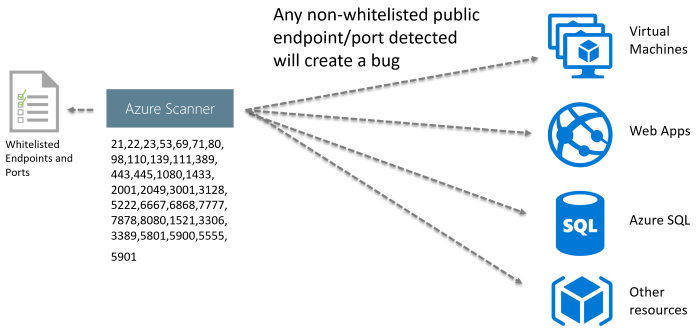 Any non-whitelisted public
endpoint/port detected
will create a bug
Virtual
Machines
Azure Scanner
Whitelisted
Endpoints and
Ports
21,22,23,53,69,71,80,
98,110,139,111,389,
443,445,1080,1433,
2001,2049,3001,3128,
5222,6667,6868,7777,
7878,8080,1521,3306,
3389,5801,5900,5555,
5901
Web Apps
SQL
Azure SQL
Other
resources